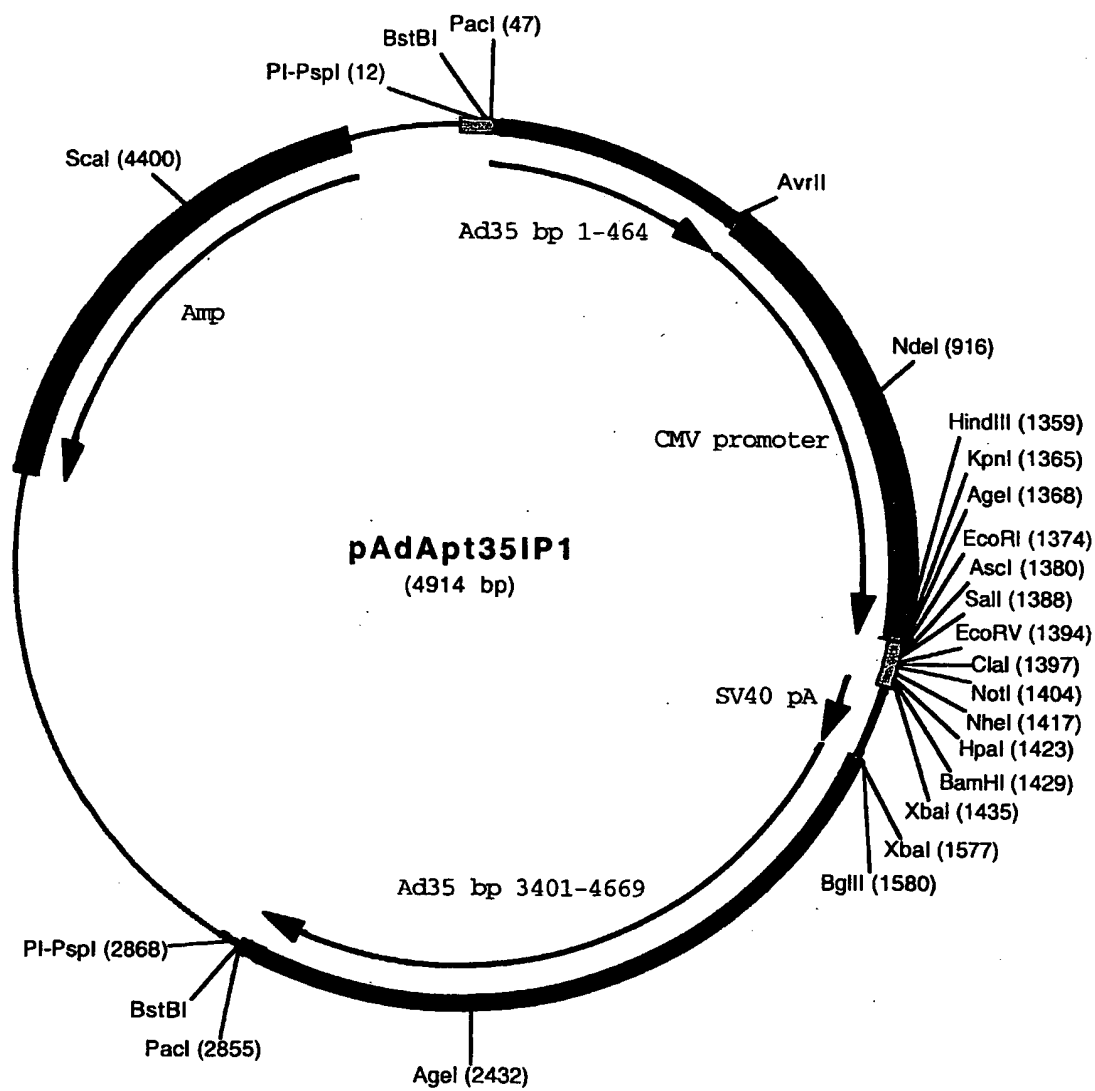 PacI (47)
BstBI
PI-PspI (12)
ScaI (4400)
AvrII
Ad35 bp 1-464
Amp
NdeI (916)
CMV promoter
HindIII (1359)
KpnI (1365)
AgeI (1368)
EcoRI (1374)
AscI (1380)
SalI (1388)
EcoRV (1394)
ClaI (1397)
NotI (1404)
NheI (1417)
HpaI (1423)
BamHI (1429)
XbaI (1435)
XbaI (1577)
BglII (1580)
pAdApt35IP1
(4914 bp)
SV40 pA
Ad35 bp 3401-4669
PI-PspI (2868)
BstBI
PacI (2855)
AgeI (2432)